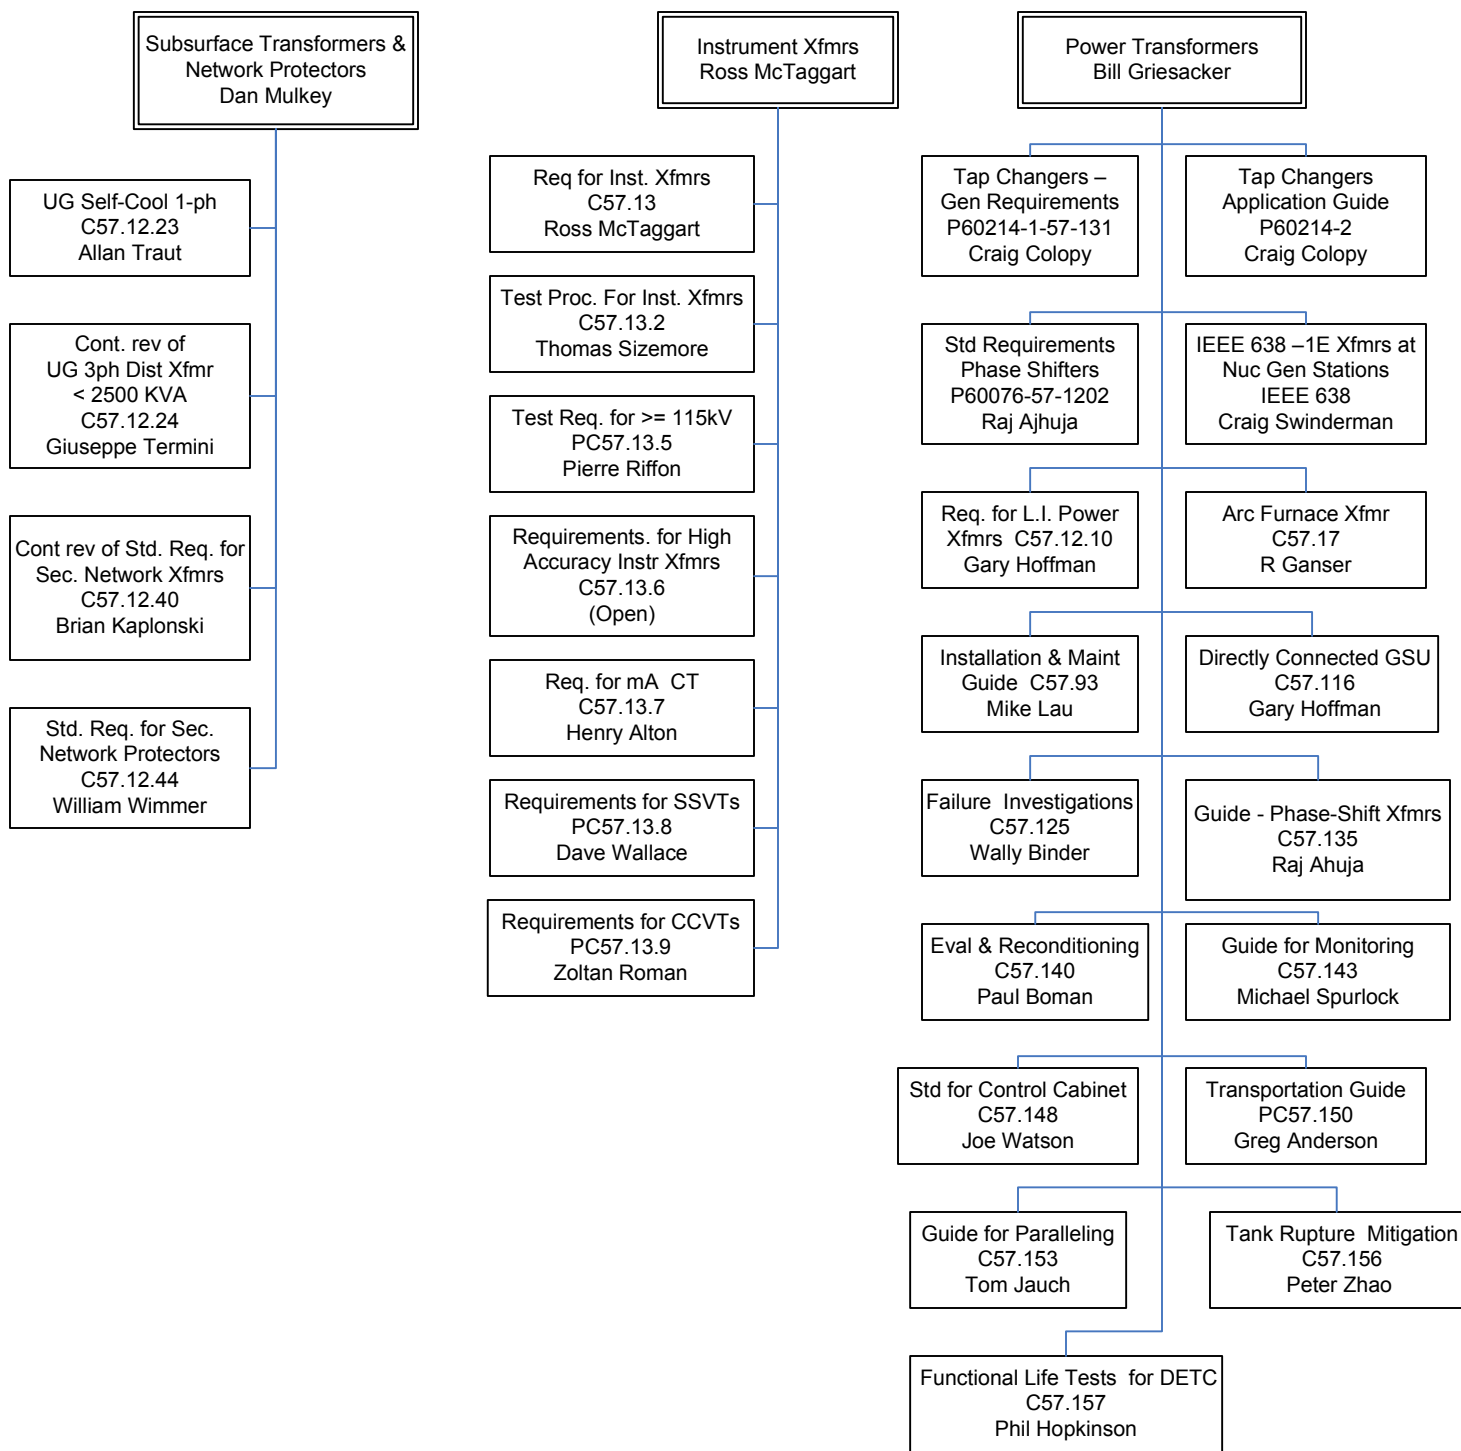 Subsurface Transformers &
Network Protectors
Dan Mulkey
UG Self-Cool 1-ph
C57.12.23
Allan Traut
Cont. rev of
UG 3ph Dist Xfmr
< 2500 KVA
C57.12.24
Giuseppe Termini
Cont rev of Std. Req. for
Sec. Network Xfmrs
C57.12.40
Brian Kaplonski
Std. Req. for Sec.
Network Protectors
C57.12.44
William Wimmer
Instrument Xfmrs
Ross McTaggart
Req for Inst. Xfmrs
C57.13
Ross McTaggart
Test Proc. For Inst. Xfmrs
C57.13.2
Thomas Sizemore
Test Req. for >= 115kV
PC57.13.5
Pierre Riffon
Requirements. for High
Accuracy Instr Xfmrs
C57.13.6
(Open)
Req. for mA  CT
C57.13.7
Henry Alton
Requirements for SSVTs
PC57.13.8
Dave Wallace
Requirements for CCVTs
PC57.13.9
Zoltan Roman
Power Transformers
Bill Griesacker
Tap Changers –
Gen Requirements
P60214-1-57-131
Craig Colopy
Tap Changers
Application Guide
P60214-2
Craig Colopy
Std Requirements
Phase Shifters
P60076-57-1202
Raj Ajhuja
IEEE 638 –1E Xfmrs at
Nuc Gen Stations
IEEE 638
Craig Swinderman
Req. for L.I. Power
Xfmrs  C57.12.10
Gary Hoffman
Arc Furnace Xfmr
C57.17
R Ganser
Installation & Maint
Guide  C57.93
Mike Lau
Directly Connected GSU
C57.116
Gary Hoffman
Failure  Investigations
C57.125
Wally Binder
Guide - Phase-Shift Xfmrs
C57.135
Raj Ahuja
Eval & Reconditioning
C57.140
Paul Boman
Guide for Monitoring
C57.143
Michael Spurlock
Std for Control Cabinet
C57.148
Joe Watson
Transportation Guide
PC57.150
Greg Anderson
Guide for Paralleling
C57.153
Tom Jauch
Tank Rupture  Mitigation
C57.156
Peter Zhao
Functional Life Tests  for DETC
C57.157
Phil Hopkinson